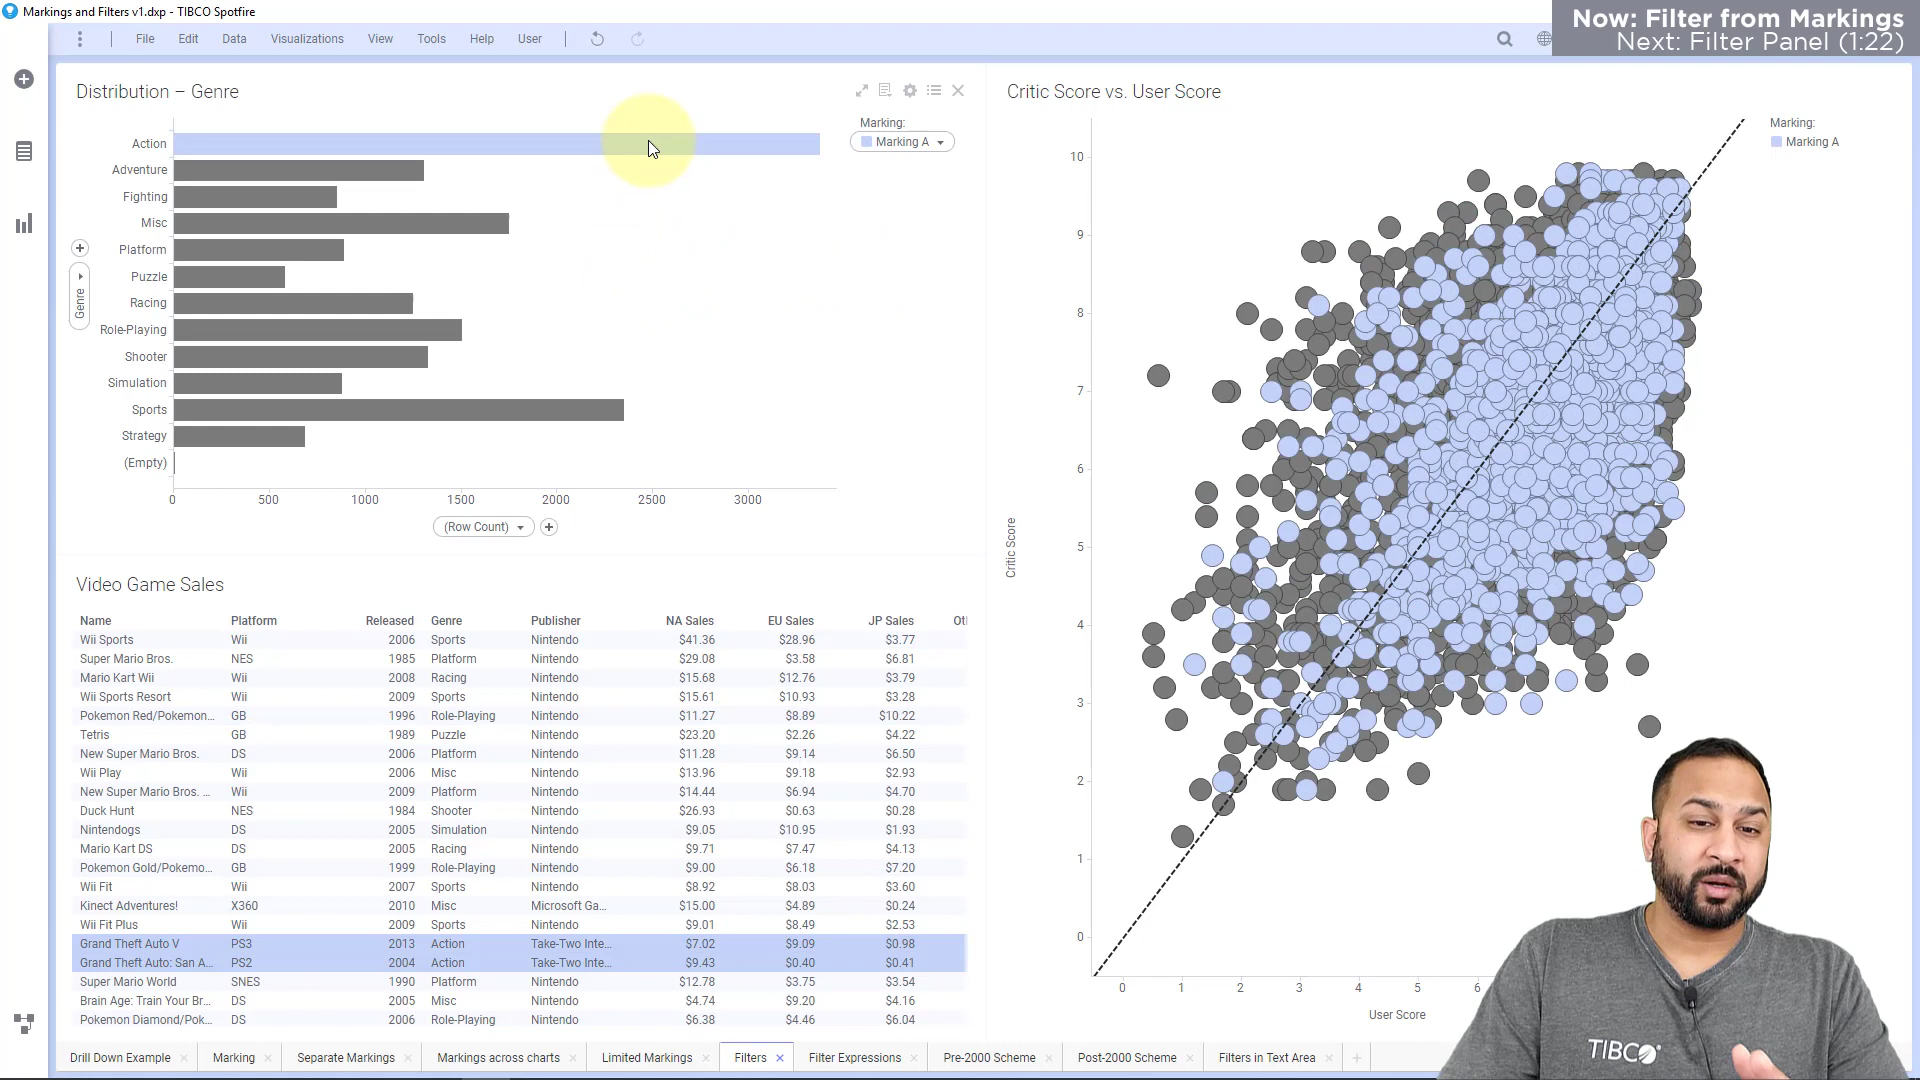 Markings and Filters v1.dxp - TIBCO Spotfire
Now: Filter from Markings
Next: Filter Panel (1:22)
File Edit Data Visualizations View Tools Help User
Distribution – Genre
Marking:
Marking A
Action
Adventure
Fighting
Misc
Platform
Puzzle
Racing
Role-Playing
Shooter
Simulation
Sports
Strategy
(Empty)
Genre
0 500 1000 1500 2000 2500 3000
(Row Count)
Critic Score vs. User Score
Marking:
Marking A
10
9
8
7
6
5
4
3
2
1
0
Critic Score
0 1 2 3 4 5 6
User Score
Video Game Sales
Name Platform Released Genre Publisher NA Sales EU Sales JP Sales Otl
Wii Sports Wii 2006 Sports Nintendo $41.36 $28.96 $3.77
Super Mario Bros. NES 1985 Platform Nintendo $29.08 $3.58 $6.81
Mario Kart Wii Wii 2008 Racing Nintendo $15.68 $12.76 $3.79
Wii Sports Resort Wii 2009 Sports Nintendo $15.61 $10.93 $3.28
Pokemon Red/Pokemon... GB 1996 Role-Playing Nintendo $11.27 $8.89 $10.22
Tetris GB 1989 Puzzle Nintendo $23.20 $2.26 $4.22
New Super Mario Bros. DS 2006 Platform Nintendo $11.28 $9.14 $6.50
Wii Play Wii 2006 Misc Nintendo $13.96 $9.18 $2.93
New Super Mario Bros. ... Wii 2009 Platform Nintendo $14.44 $6.94 $4.70
Duck Hunt NES 1984 Shooter Nintendo $26.93 $0.63 $0.28
Nintendogs DS 2005 Simulation Nintendo $9.05 $10.95 $1.93
Mario Kart DS DS 2005 Racing Nintendo $9.71 $7.47 $4.13
Pokemon Gold/Pokemo... GB 1999 Role-Playing Nintendo $9.00 $6.18 $7.20
Wii Fit Wii 2007 Sports Nintendo $8.92 $8.03 $3.60
Kinect Adventures! X360 2010 Misc Microsoft Ga... $15.00 $4.89 $0.24
Wii Fit Plus Wii 2009 Sports Nintendo $9.01 $8.49 $2.53
Grand Theft Auto V PS3 2013 Action Take-Two Inte... $7.02 $9.09 $0.98
Grand Theft Auto: San A... PS2 2004 Action Take-Two Inte... $9.43 $0.40 $0.41
Super Mario World SNES 1990 Platform Nintendo $12.78 $3.75 $3.54
Brain Age: Train Your Br... DS 2005 Misc Nintendo $4.74 $9.20 $4.16
Pokemon Diamond/Pok... DS 2006 Role-Playing Nintendo $6.38 $4.46 $6.04
TIBCO
Drill Down Example Marking Separate Markings Markings across charts Limited Markings Filters Filter Expressions Pre-2000 Scheme Post-2000 Scheme Filters in Text Area